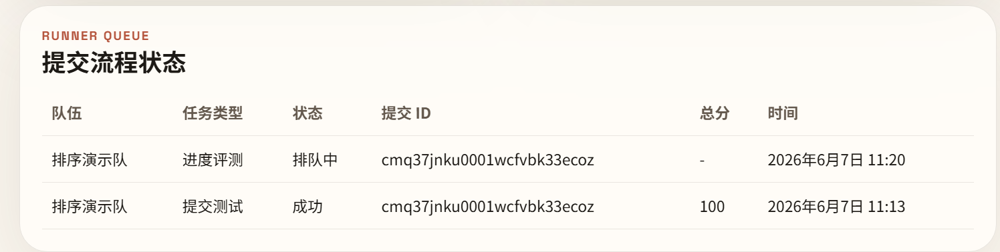 RUNNER QUEUE
提交流程状态
队伍 任务类型 状态 提交 ID 总分 时间
排序演示队 进度评测 排队中 cmq37jnku0001wcfvbk33ecoz - 2026年6月7日 11:20
排序演示队 提交测试 成功 cmq37jnku0001wcfvbk33ecoz 100 2026年6月7日 11:13